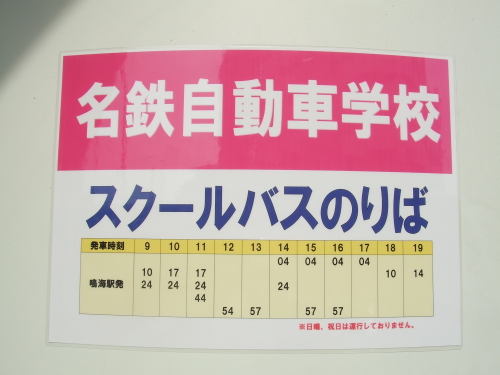 名鉄自動車学校
スクールバスのりば
発車時刻 9 10 11 12 13 14 15 16 17 18 19
04 04 04 04
鳴海駅発 10 17 17 10 14
24 24 24 24
44
54 57 57 57
※日曜、祝日は運行しておりません。